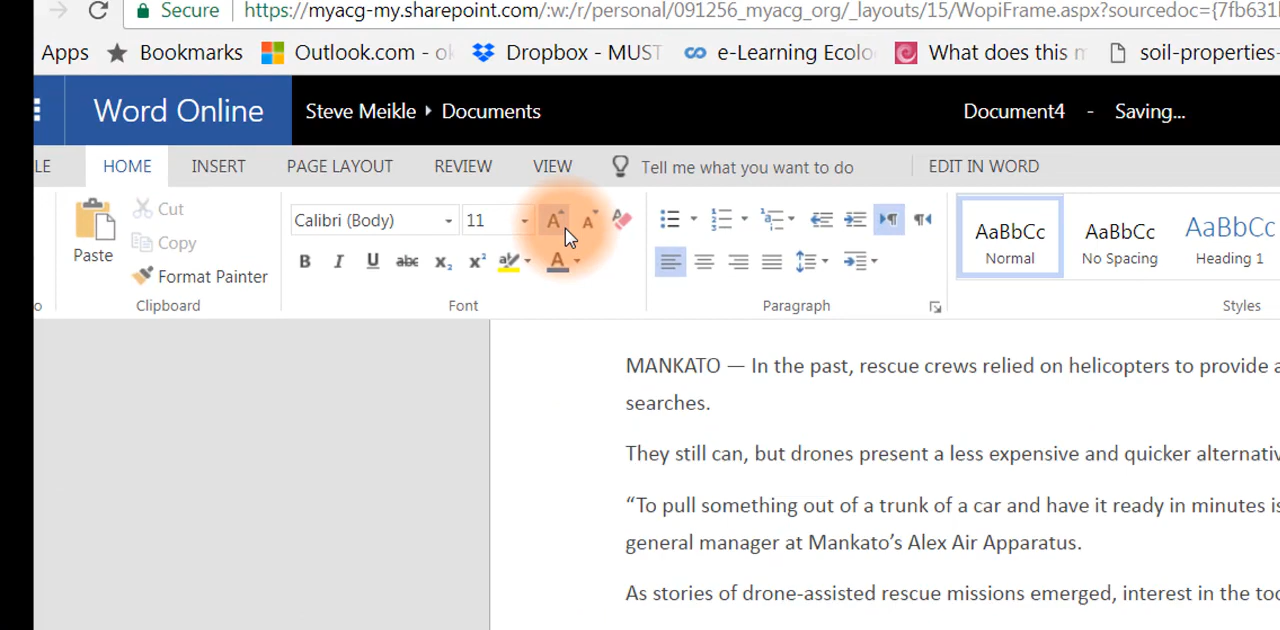 Secure https://myacg-my.sharepoint.com/:w:/r/personal/091256_myacg_org/_layouts/15/WopiFrame.aspx?sourcedoc={7fb631
Apps Bookmarks Outlook.com - Dropbox - MUST e-Learning Ecolo What does this soil-properties-
Word Online Steve Meikle Documents Document4 - Saving...
LE HOME INSERT PAGE LAYOUT REVIEW VIEW Tell me what you want to do EDIT IN WORD
Paste Cut Copy Format Painter
Clipboard
Calibri (Body) 11 A A A
B I U abc X₂ X² A
Font
Paragraph
AaBbCc AaBbCc AaBbCc
Normal No Spacing Heading 1
Styles
MANKATO — In the past, rescue crews relied on helicopters to provide a
searches.
They still can, but drones present a less expensive and quicker alternativ
“To pull something out of a trunk of a car and have it ready in minutes is
general manager at Mankato’s Alex Air Apparatus.
As stories of drone-assisted rescue missions emerged, interest in the too